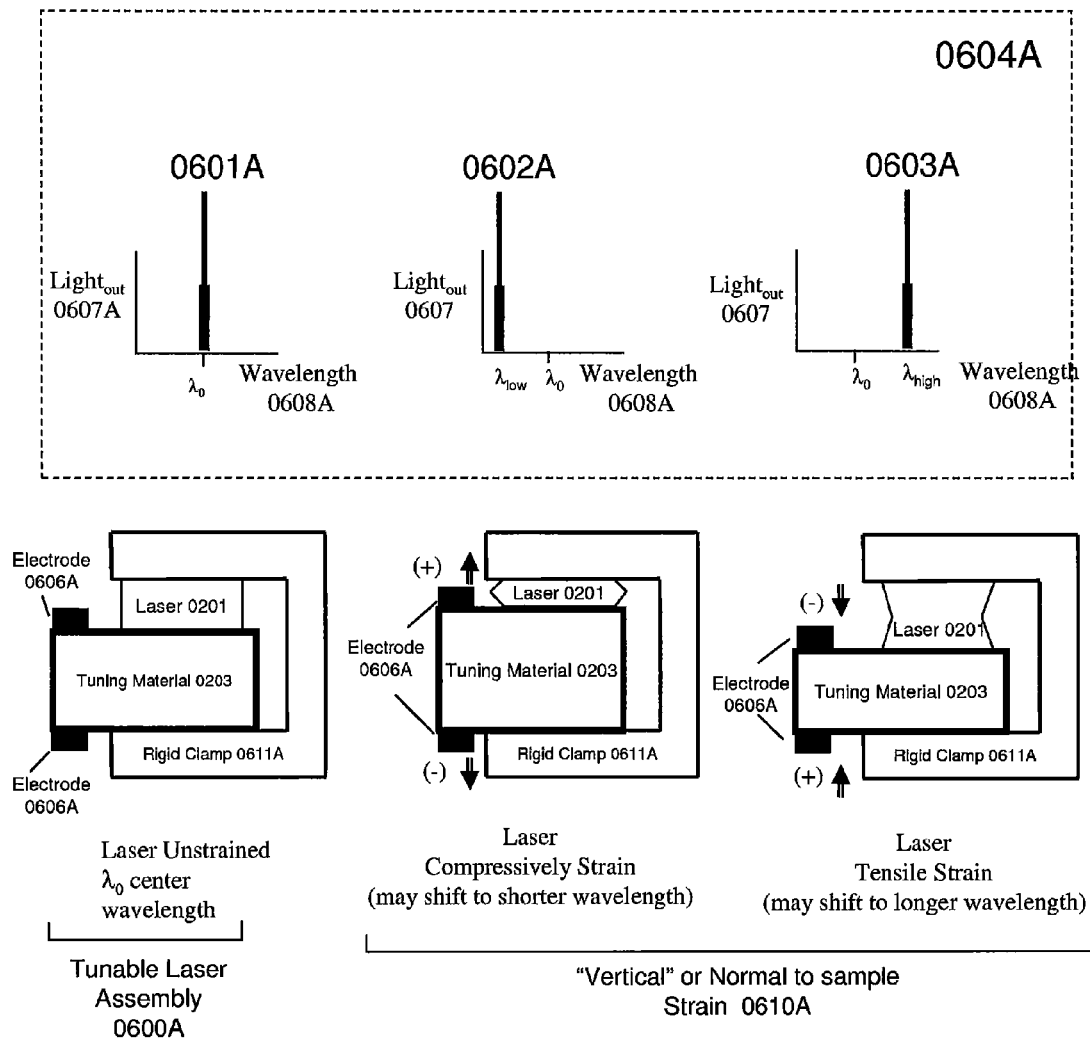 0604A
0601A
0602A
0603A
Light_out
0607A
λ_0
Wavelength
0608A
Light_out
0607
λ_low
λ_0
Wavelength
0608A
Light_out
0607
λ_0
λ_high
Wavelength
0608A
Electrode
0606A
Laser 0201
Tuning Material 0203
Rigid Clamp 0611A
Electrode
0606A
(+)
Laser 0201
Electrode
0606A
Tuning Material 0203
Rigid Clamp 0611A
(-)
(-)
Laser 0201
Electrode
0606A
Tuning Material 0203
Rigid Clamp 0611A
(+)
Laser Unstrained
λ_0 center
wavelength
Laser
Compressively Strain
(may shift to shorter wavelength)
Laser
Tensile Strain
(may shift to longer wavelength)
Tunable Laser
Assembly
0600A
“Vertical” or Normal to sample
Strain 0610A